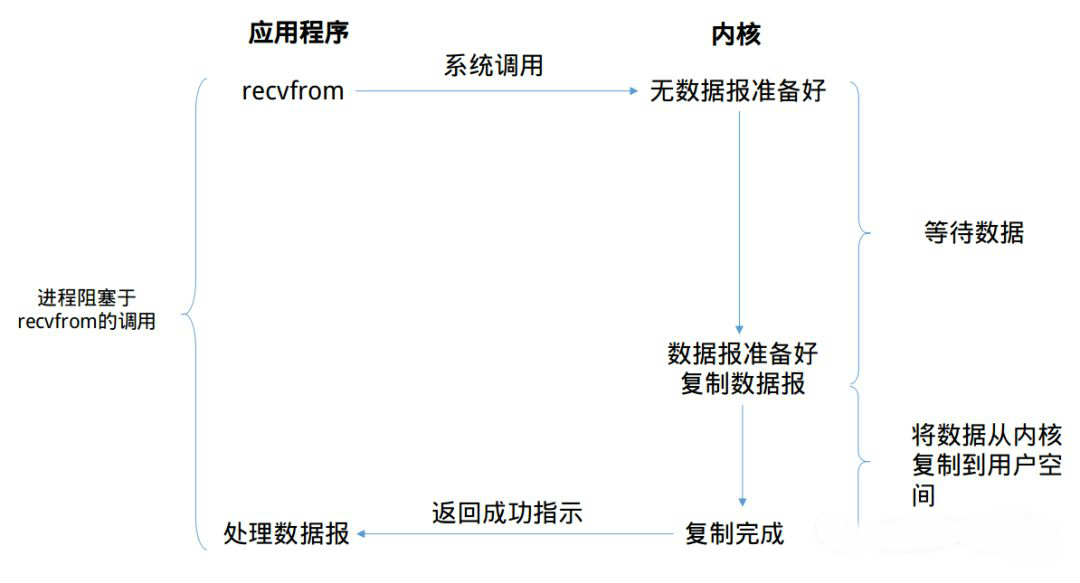 应用程序
内核
系统调用
recvfrom
无数据报准备好
等待数据
进程阻塞于
recvfrom的调用
数据报准备好
复制数据报
将数据从内核
复制到用户空
间
返回成功指示
处理数据报
复制完成